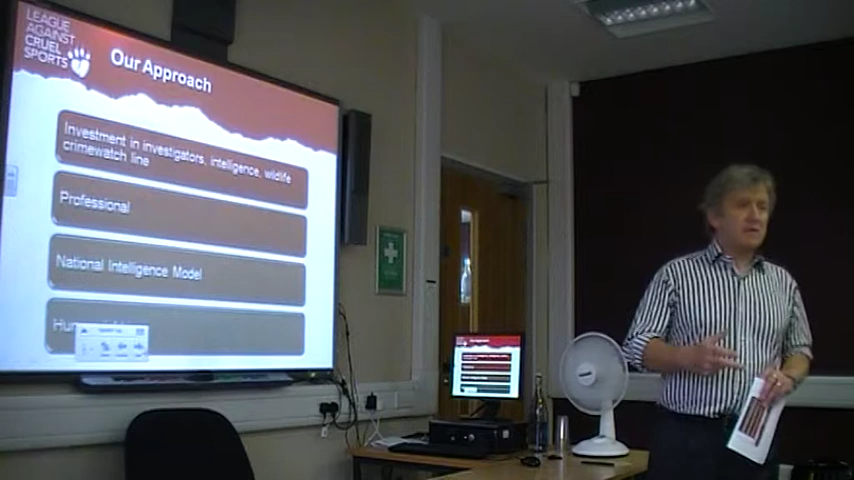 LEAGUE
AGAINST
CRUEL
SPORTS
Our Approach
Investment in investigators, intelligence, wildlife
crimewatch line
Professional
National Intelligence Model